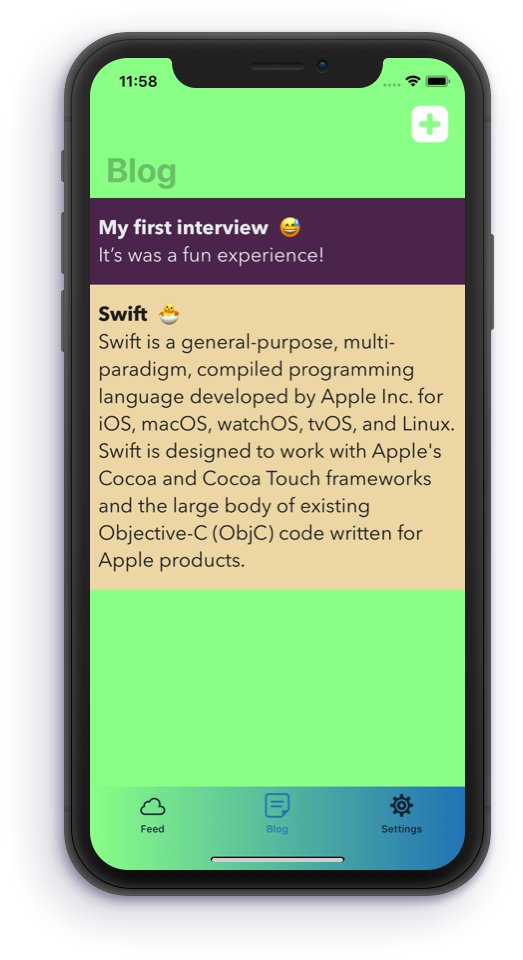 11:58
Blog
My first interview 😅
It’s was a fun experience!
Swift 🐣
Swift is a general-purpose, multi-
paradigm, compiled programming
language developed by Apple Inc. for
iOS, macOS, watchOS, tvOS, and Linux.
Swift is designed to work with Apple's
Cocoa and Cocoa Touch frameworks
and the large body of existing
Objective-C (ObjC) code written for
Apple products.
Feed Blog Settings